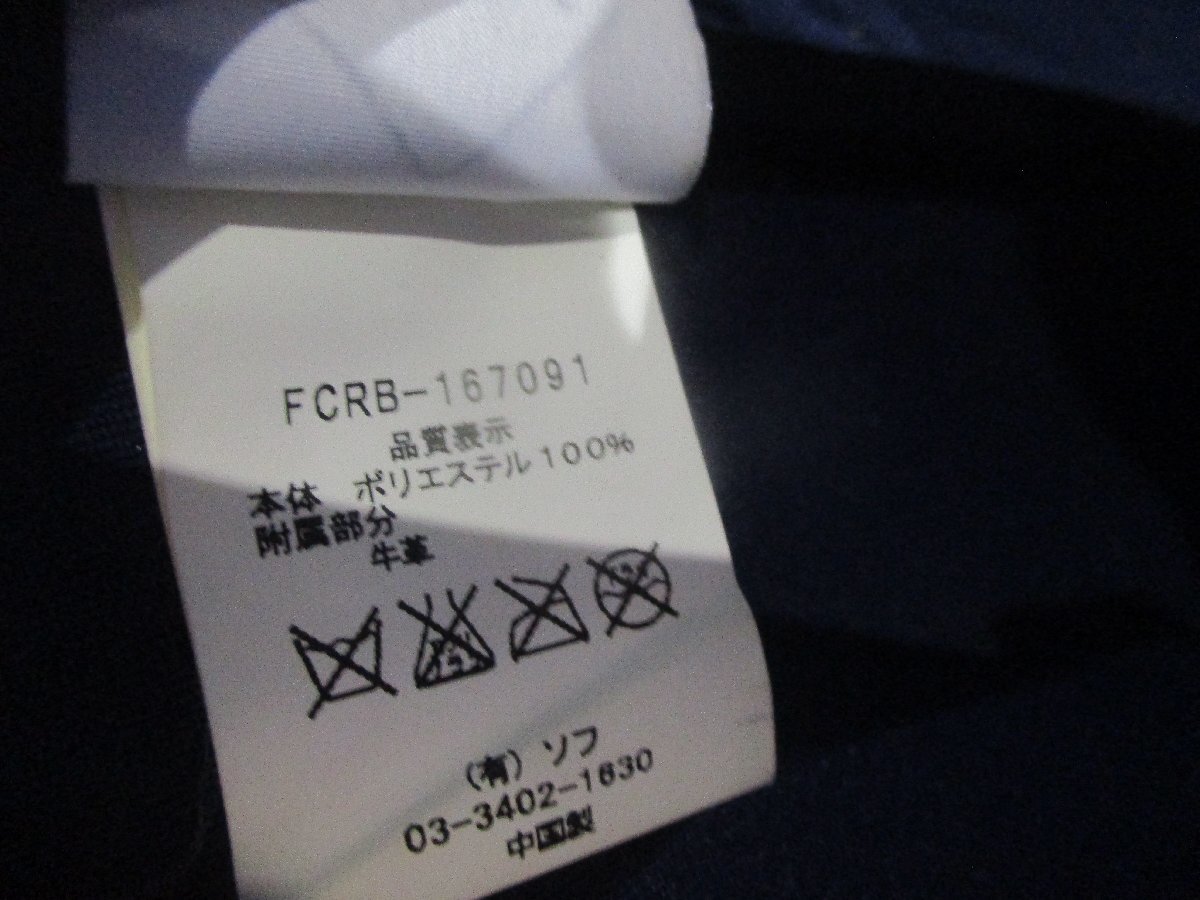 FCRB-167091
品質表示
本体　ポリエステル100%
附属部分
牛革
(有)ソフ
03-3402-1630
中国製